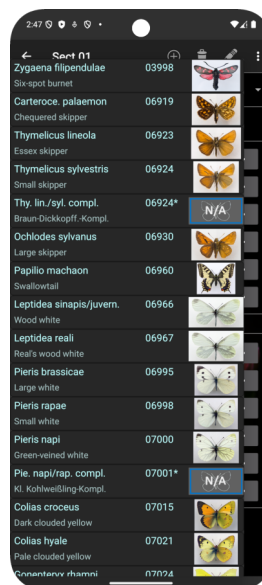 2:47
Sect 01
Zygaena filipendulae 03998
Six-spot burnet
Carteroce. palaemon 06919
Chequered skipper
Thymelicus lineola 06923
Essex skipper
Thymelicus sylvestris 06924
Small skipper
Thy. lin./syl. compl. 06924* N/A
Braun-Dickkopff.-Kompl.
Ochlodes sylvanus 06930
Large skipper
Papilio machaon 06960
Swallowtail
Leptidea sinapis/juvern. 06966
Wood white
Leptidea reali 06967
Real's wood white
Pieris brassicae 06995
Large white
Pieris rapae 06998
Small white
Pieris napi 07000
Green-veined white
Pie. napi/rap. compl. 07001* N/A
Kl. Kohlweißling-Kompl.
Colias croceus 07015
Dark clouded yellow
Colias hyale 07021
Pale clouded yellow
Gonepteryx rhamni 07024